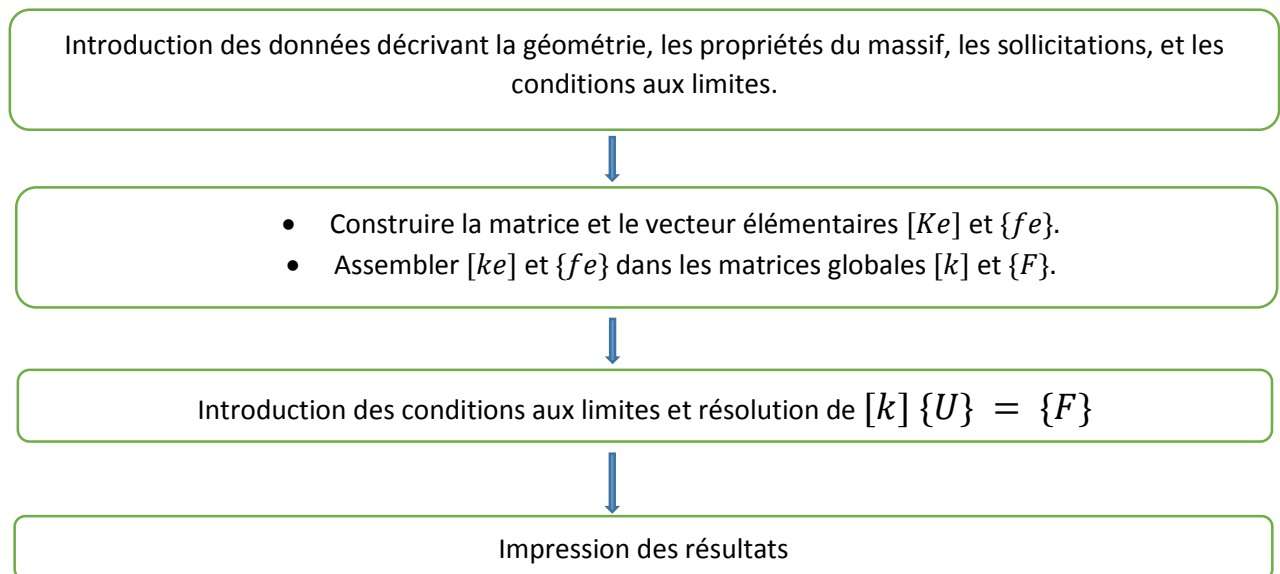 Introduction des données décrivant la géométrie, les propriétés du massif, les sollicitations, et les
conditions aux limites.
• Construire la matrice et le vecteur élémentaires [Ke] et {fe}.
• Assembler [ke] et {fe} dans les matrices globales [k] et {F}.
Introduction des conditions aux limites et résolution de [k] {U} = {F}
Impression des résultats